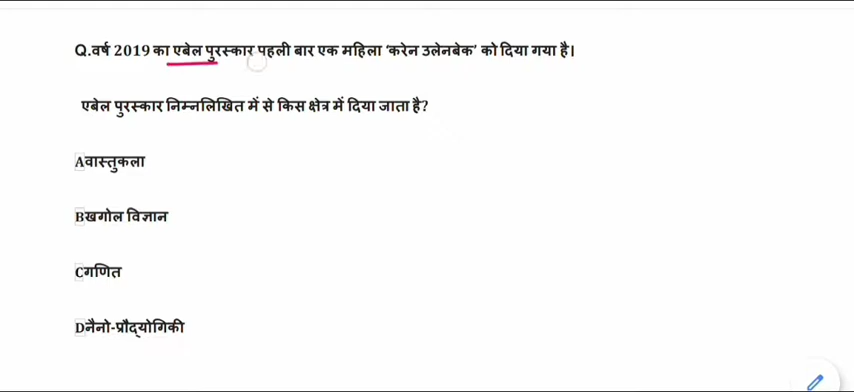 Q.वर्ष 2019 का एबेल पुरस्कार पहली बार एक महिला ‘करेन उलेनबेक’ को दिया गया है।
एबेल पुरस्कार निम्नलिखित में से किस क्षेत्र में दिया जाता है?
Aवास्तुकला
Bखगोल विज्ञान
Cगणित
Dनैनो-प्रौद्योगिकी